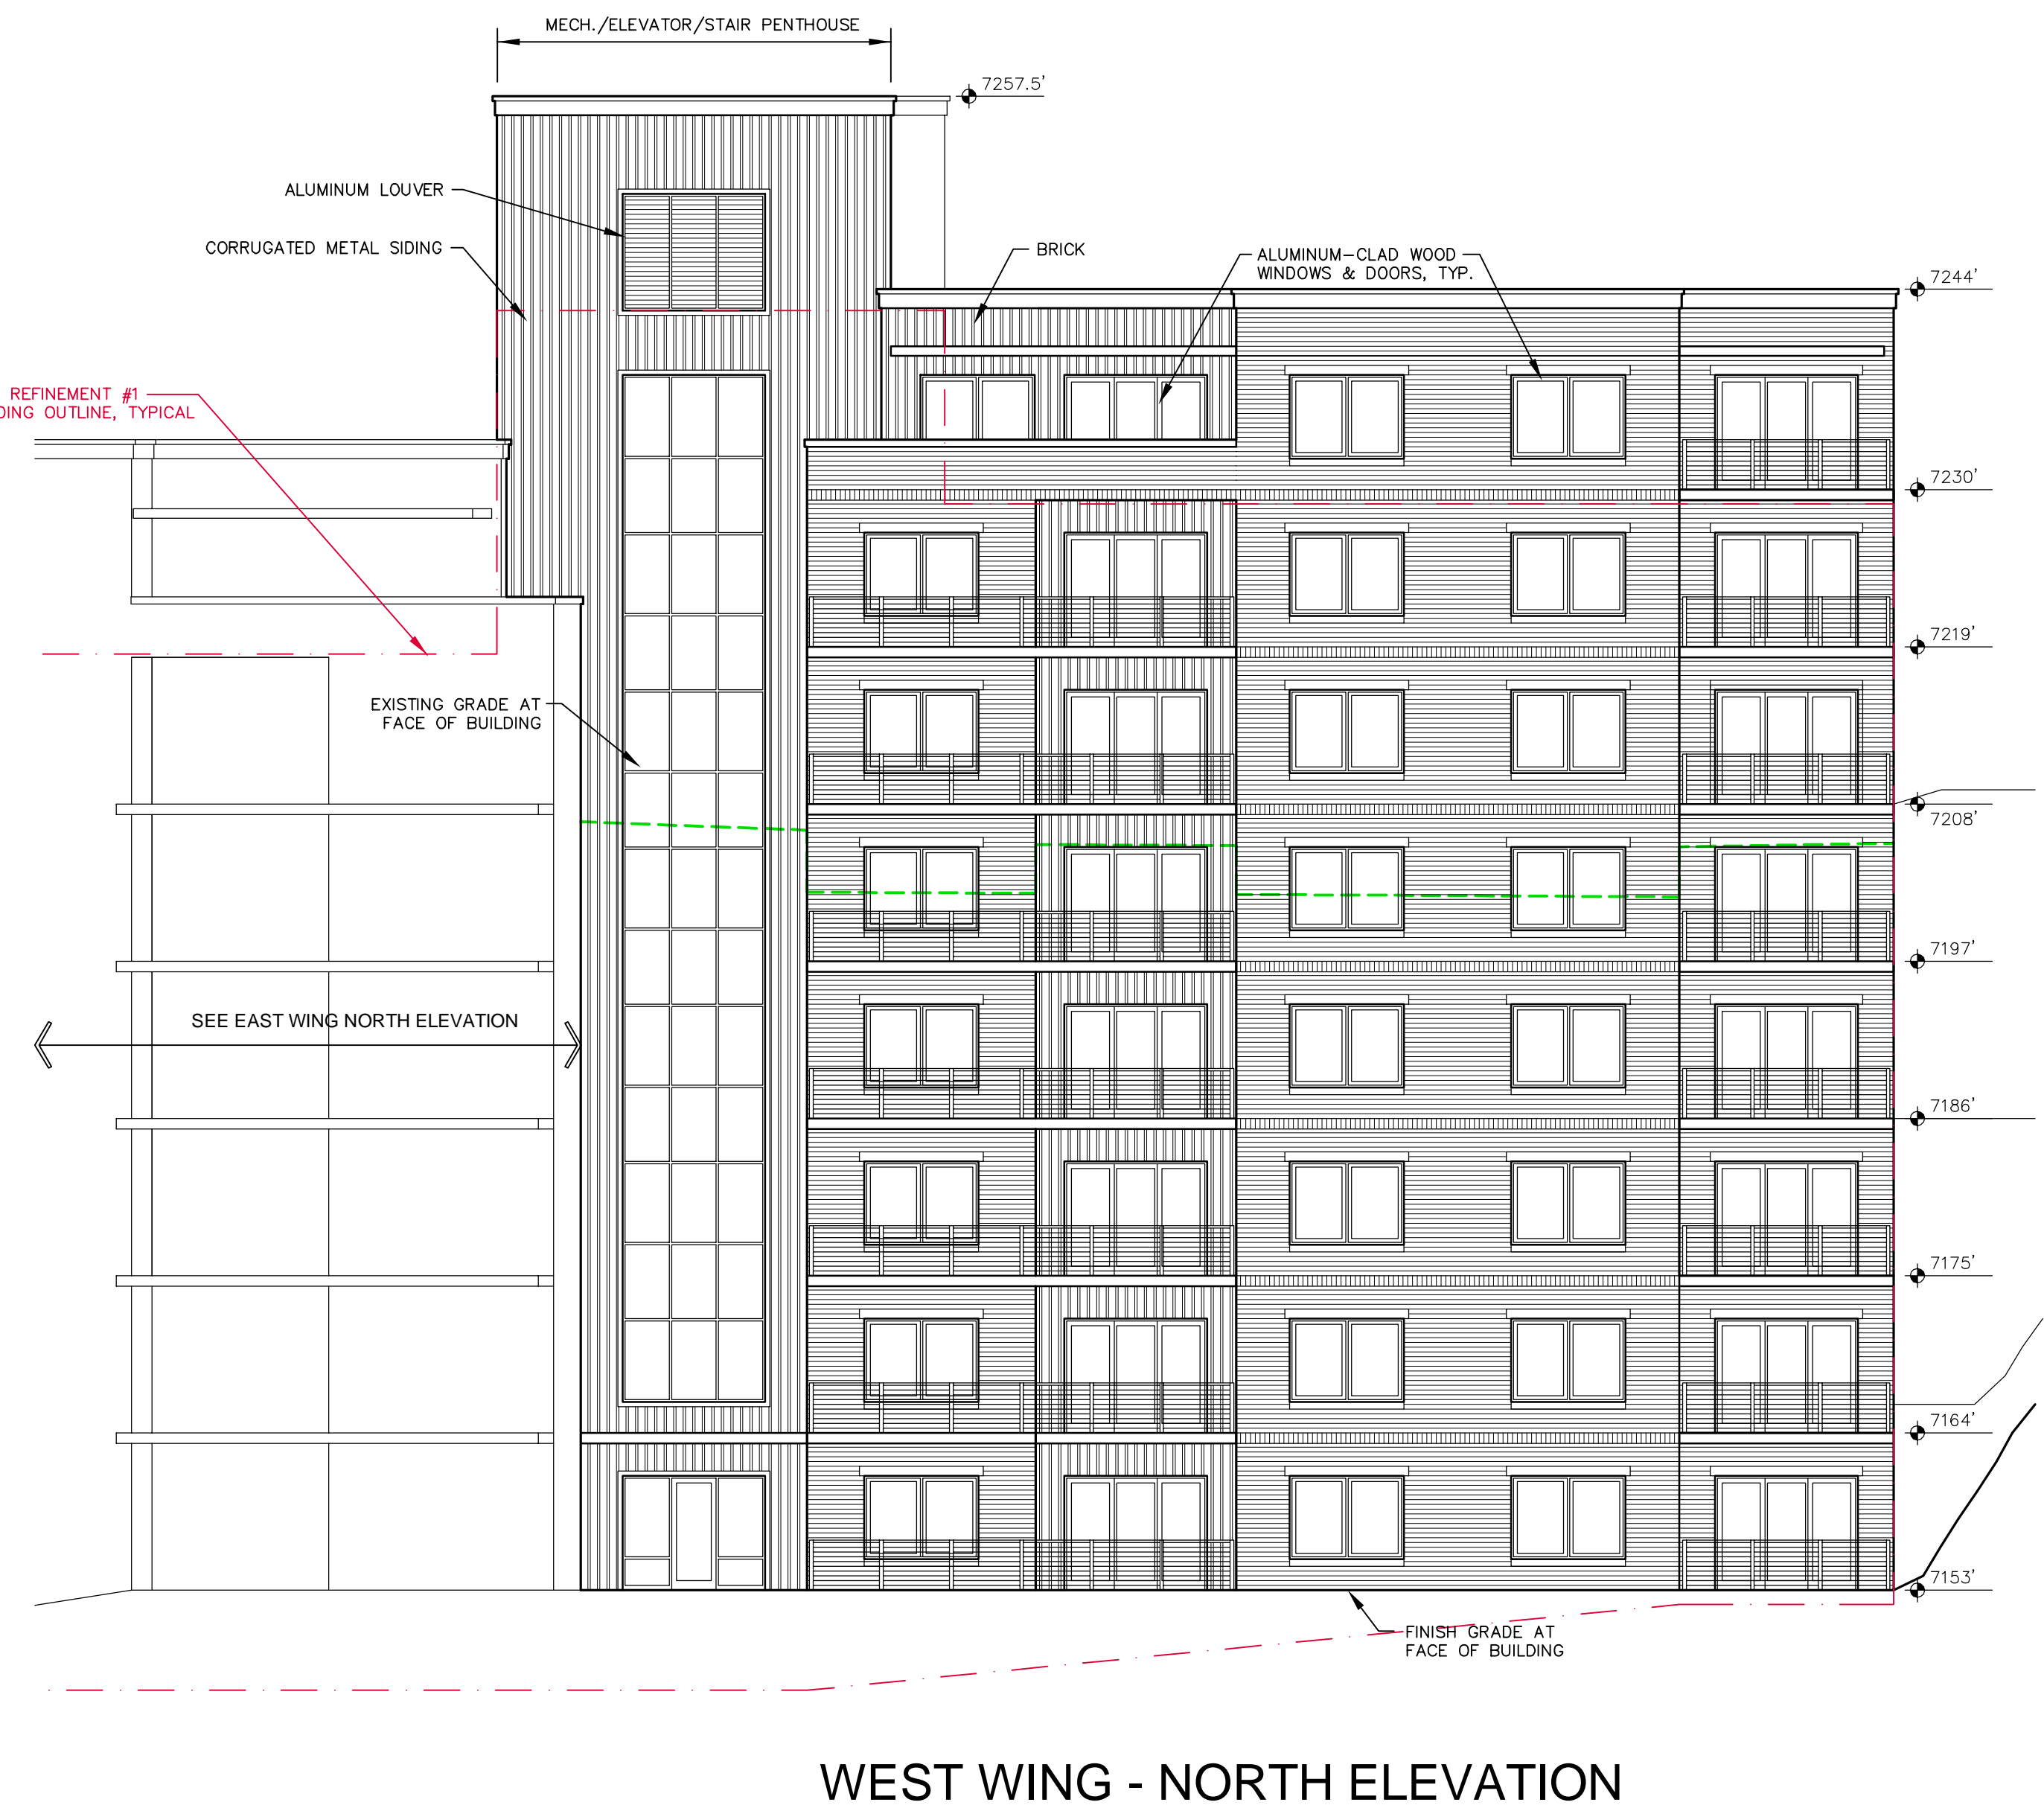 MECH./ELEVATOR/STAIR PENTHOUSE
7257.5'
ALUMINUM LOUVER
CORRUGATED METAL SIDING
BRICK
ALUMINUM-CLAD WOOD
WINDOWS & DOORS, TYP.
7244'
REFINEMENT #1
OUTLINE, TYPICAL
7230'
7219'
EXISTING GRADE AT
FACE OF BUILDING
7208'
7197'
SEE EAST WING NORTH ELEVATION
7186'
7175'
7164'
7153'
FINISH GRADE AT
FACE OF BUILDING
WEST WING - NORTH ELEVATION